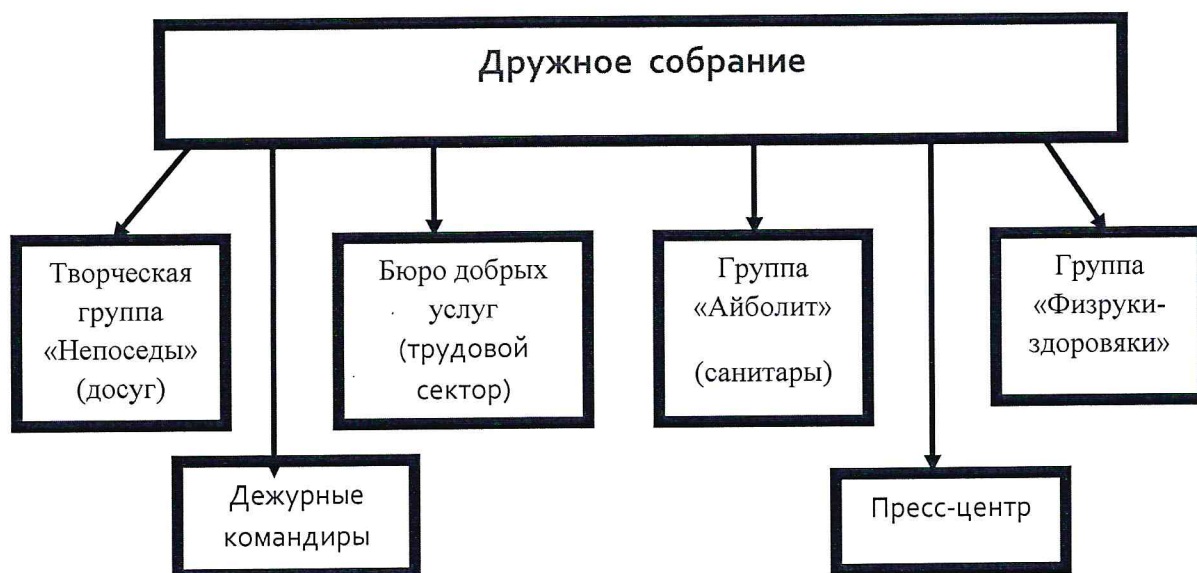 Дружное собрание
Творческая
группа
«Непоседы»
(досуг)
Бюро добрых
услуг
(трудовой
сектор)
Группа
«Айболит»
(санитары)
Группа
«Физруки-
здоровяки»
Дежурные
командиры
Пресс-центр